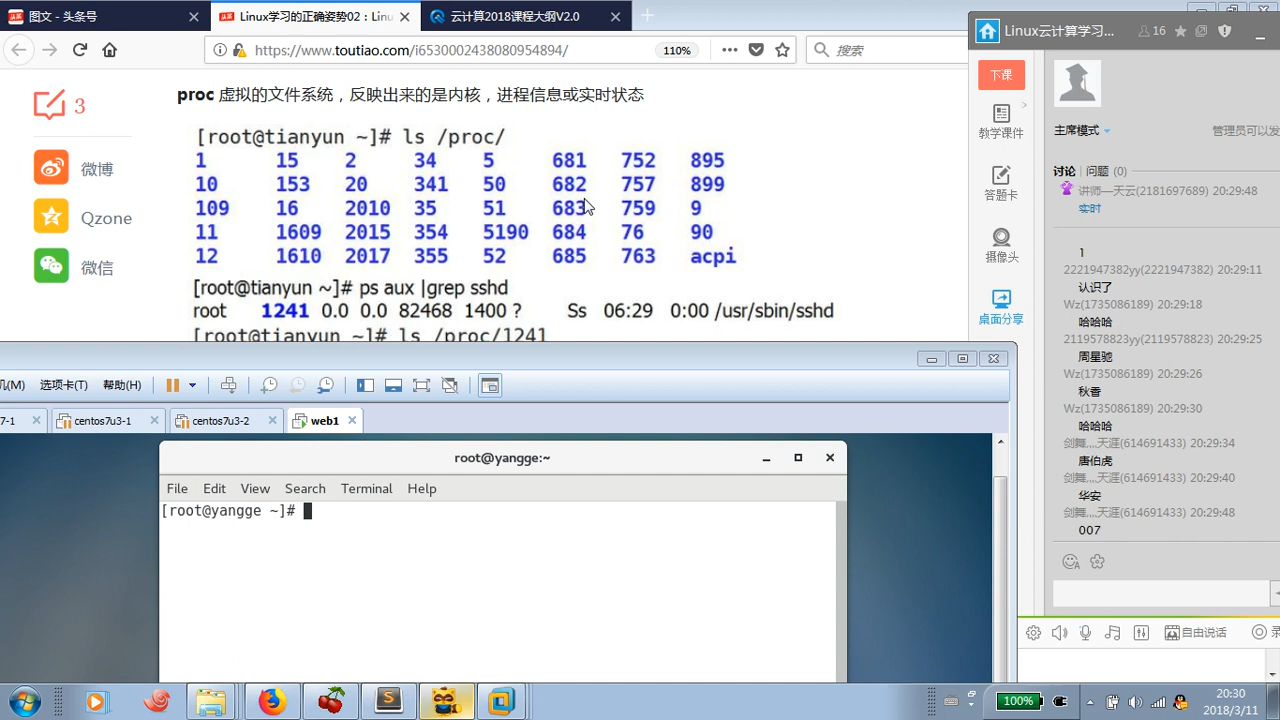 图文 - 头条号
Linux学习的正确姿势02 : Linu
云计算2018课程大纲V2.0
https://www.toutiao.com/i6530002438080954894/
110%
搜索
3
微博
Qzone
微信
proc 虚拟的文件系统，反映出来的是内核，进程信息或实时状态
[root@tianyun ~]# ls /proc/
1 15 2 34 5 681 752 895
10 153 20 341 50 682 757 899
109 16 2010 35 51 683 759 9
11 1609 2015 354 5190 684 76 90
12 1610 2017 355 52 685 763 acpi
[root@tianyun ~]# ps aux |grep sshd
root 1241 0.0 0.0 82468 1400 ? Ss 06:29 0:00 /usr/sbin/sshd
[root@tianyun ~]# ls /proc/1241
(M) 选项卡(T) 帮助(H)
7-1
centos7u3-1
centos7u3-2
web1
root@yangge:~
File Edit View Search Terminal Help
[root@yangge ~]#
Linux云计算学习...
16
下课
教学课件
答题卡
摄像头
桌面分享
主席模式
管理员可以发
讨论 问题 (0)
讲师—天云(2181697689) 20:29:48
实时
1
2221947382yy(2221947382) 20:29:11
认识了
Wz(1735086189) 20:29:18
哈哈哈
2119578823yy(2119578823) 20:29:25
周星驰
Wz(1735086189) 20:29:26
秋香
Wz(1735086189) 20:29:30
哈哈哈
剑舞....天涯(614691433) 20:29:34
唐伯虎
剑舞....天涯(614691433) 20:29:40
华安
剑舞....天涯(614691433) 20:29:48
007
自由说话
100%
20:30
2018/3/11